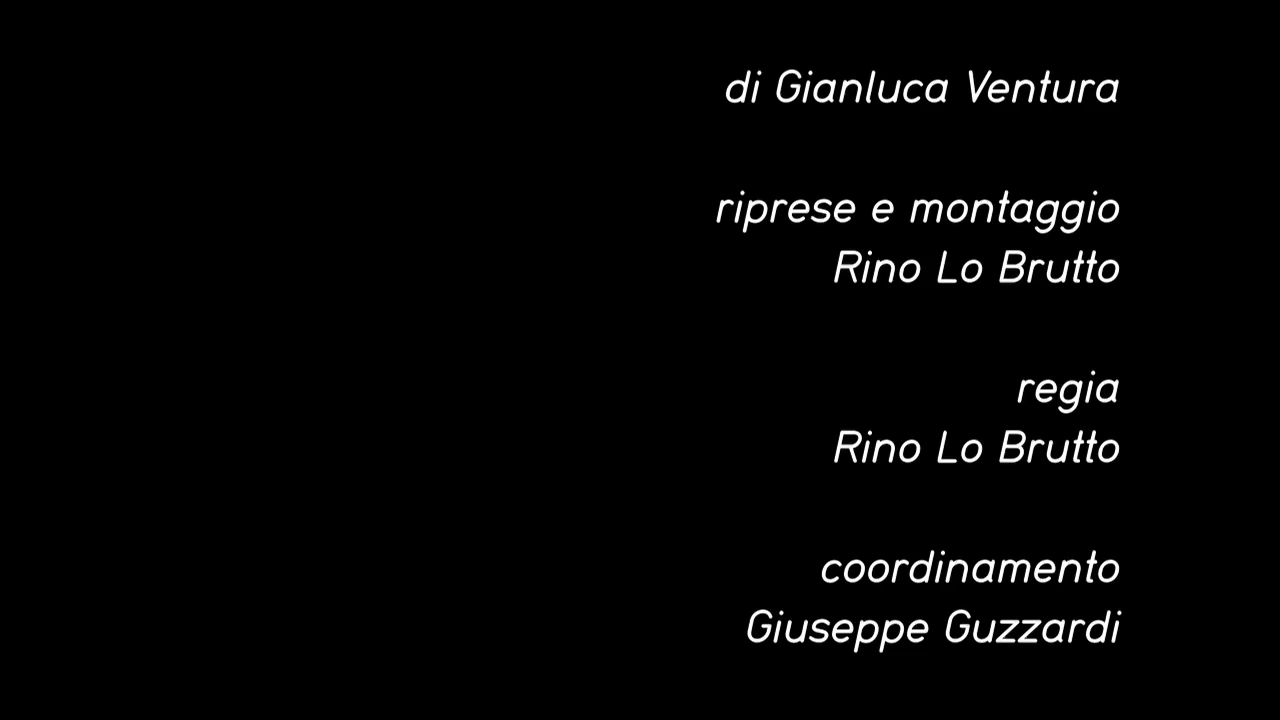 di Gianluca Ventura
riprese e montaggio
Rino Lo Brutto
regia
Rino Lo Brutto
coordinamento
Giuseppe Guzzardi